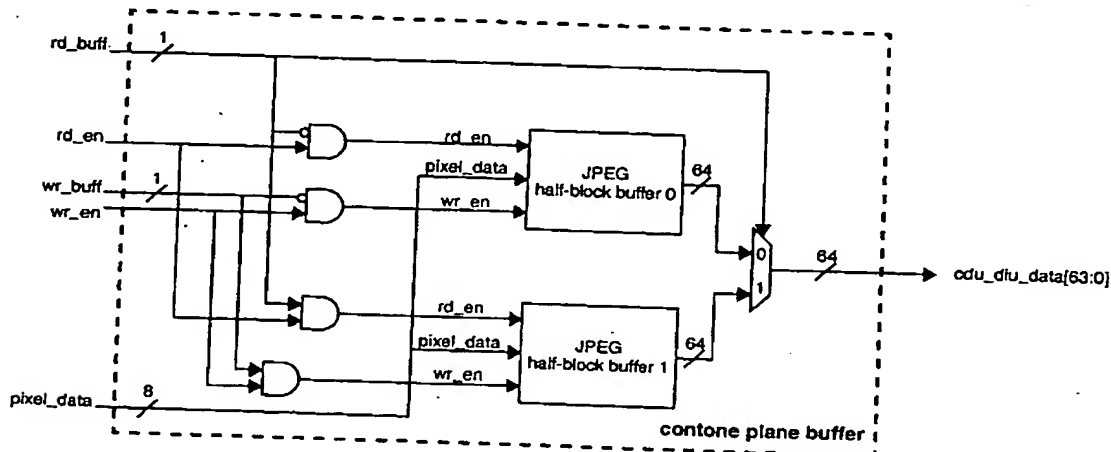 rd_buff
1
rd_en
rd_en
64
pixel_data
JPEG
half-block buffer 0
wr_buff
1
wr_en
wr_en
0
64
cdu_diu_data[63:0]
1
rd_en
pixel_data
JPEG
half-block buffer 1
64
wr_en
pixel_data
8
contone plane buffer